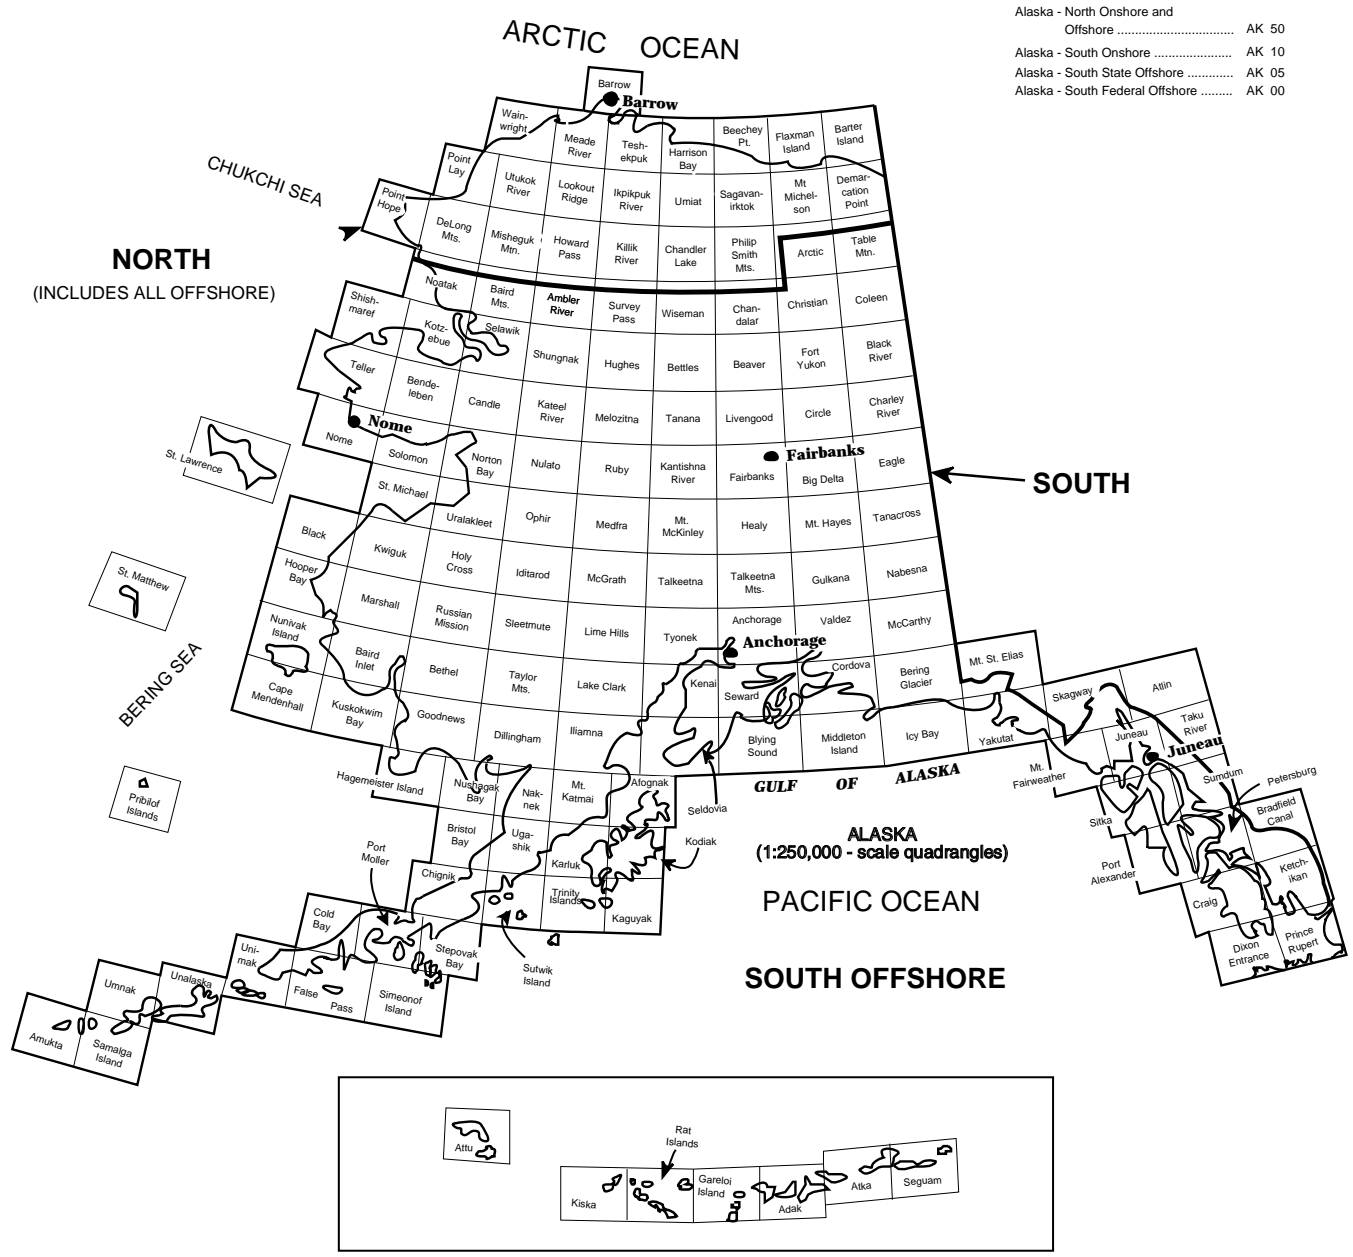 Alaska - North Onshore and
Offshore ................................. AK 50
Alaska - South Onshore ...................... AK 10
Alaska - South State Offshore ............. AK 05
Alaska - South Federal Offshore ......... AK 00
ARCTIC OCEAN
Barrow
Barrow
Wain-
wright
Meade
River
Tesh-
ekpuk
Harrison
Bay
Beechey
Pt.
Flaxman
Island
Barter
Island
CHUKCHI SEA
Point
Lay
Utukok
River
Lookout
Ridge
Ikpikpuk
River
Umiat
Sagavan-
irktok
Mt
Michel-
son
Demar-
cation
Point
Point
Hope
DeLong
Mts.
Misheguk
Mtn.
Howard
Pass
Killik
River
Chandler
Lake
Philip
Smith
Mts.
Arctic
Table
Mtn.
NORTH
(INCLUDES ALL OFFSHORE)
Noatak
Baird
Mts.
Ambler
River
Survey
Pass
Wiseman
Chan-
dalar
Christian
Coleen
Shish-
maref
Kotz-
ebue
Selawik
Shungnak
Hughes
Bettles
Beaver
Fort
Yukon
Black
River
Teller
Bende-
leben
Candle
Kateel
River
Melozitna
Tanana
Livengood
Circle
Charley
River
Nome
Nome
Solomon
Norton
Bay
Nulato
Ruby
Kantishna
River
Fairbanks
Fairbanks
Big Delta
Eagle
SOUTH
St. Lawrence
St. Michael
Uralakleet
Ophir
Medfra
Mt.
McKinley
Healy
Mt. Hayes
Tanacross
Black
Kwiguk
Holy
Cross
Iditarod
McGrath
Talkeetna
Talkeetna
Mts.
Gulkana
Nabesna
St. Matthew
Hooper
Bay
Marshall
Russian
Mission
Sleetmute
Lime Hills
Tyonek
Anchorage
Anchorage
Valdez
McCarthy
BERING SEA
Nunivak
Island
Baird
Inlet
Bethel
Taylor
Mts.
Lake Clark
Kenai
Seward
Cordova
Bering
Glacier
Mt. St. Elias
Cape
Mendenhall
Kuskokwim
Bay
Goodnews
Dillingham
Iliamna
Seldovia
Blying
Sound
Middleton
Island
Icy Bay
Yakutat
Skagway
Atlin
Mt.
Fairweather
Juneau
Juneau
Taku
River
Pribilof
Islands
Hagemeister Island
Nushagak
Bay
Nak-
nek
Mt.
Katmai
Afognak
GULF OF ALASKA
Sitka
Sumdum
Petersburg
Bradfield
Canal
Bristol
Bay
Uga-
shik
Karluk
Kodiak
ALASKA
(1:250,000 - scale quadrangles)
Port
Alexander
Craig
Ketch-
ikan
Port
Moller
Chignik
Trinity
Islands
Kaguyak
PACIFIC OCEAN
Dixon
Entrance
Prince
Rupert
Cold
Bay
Stepovak
Bay
Sutwik
Island
SOUTH OFFSHORE
Uni-
mak
False
Pass
Simeonof
Island
Umnak
Unalaska
Amukta
Samalga
Island
Attu
Rat
Islands
Kiska
Gareloi
Island
Adak
Atka
Seguam